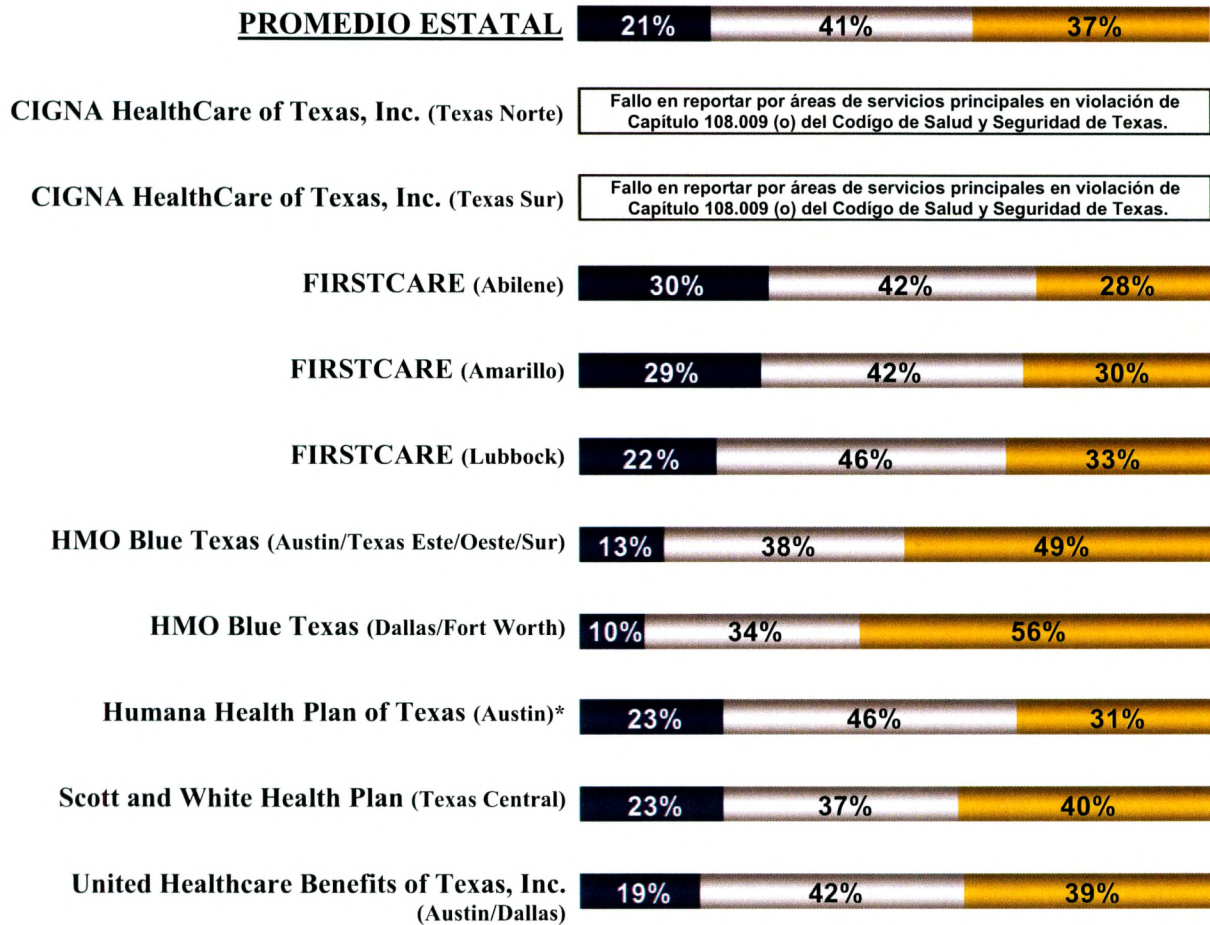 PROMEDIO ESTATAL 21% 41% 37%
CIGNA HealthCare of Texas, Inc. (Texas Norte) Fallo en reportar por áreas de servicios principales en violación de
Capítulo 108.009 (o) del Codígo de Salud y Seguridad de Texas.
CIGNA HealthCare of Texas, Inc. (Texas Sur) Fallo en reportar por áreas de servicios principales en violación de
Capítulo 108.009 (o) del Codígo de Salud y Seguridad de Texas.
FIRSTCARE (Abilene) 30% 42% 28%
FIRSTCARE (Amarillo) 29% 42% 30%
FIRSTCARE (Lubbock) 22% 46% 33%
HMO Blue Texas (Austin/Texas Este/Oeste/Sur) 13% 38% 49%
HMO Blue Texas (Dallas/Fort Worth) 10% 34% 56%
Humana Health Plan of Texas (Austin)* 23% 46% 31%
Scott and White Health Plan (Texas Central) 23% 37% 40%
United Healthcare Benefits of Texas, Inc. 19% 42% 39%
(Austin/Dallas)